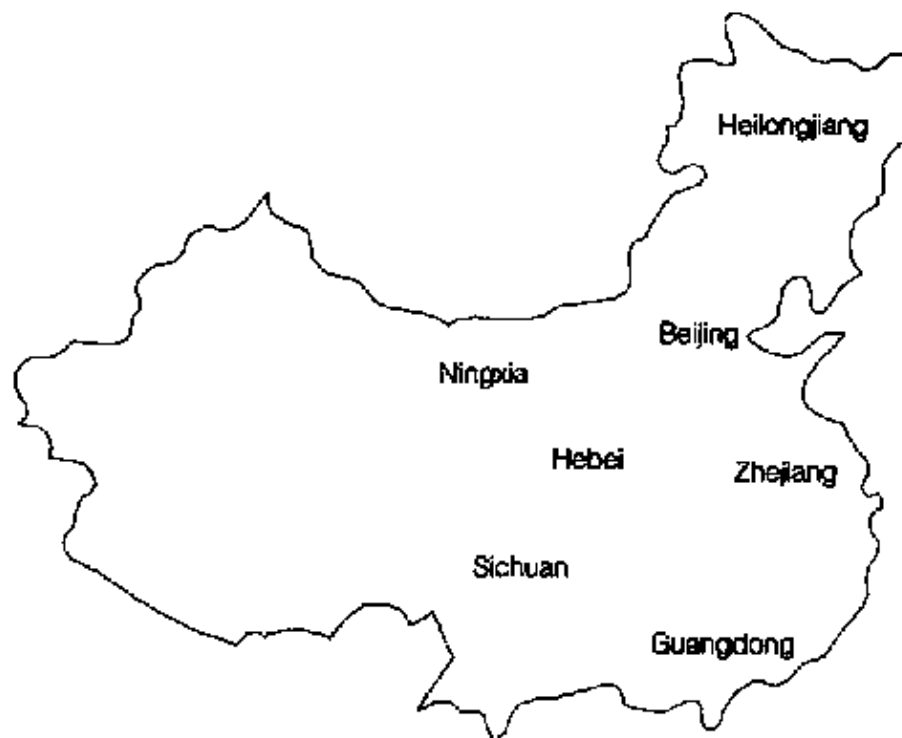 Heilongjiang
Beijing
Ningxia
Hebei
Zhejiang
Sichuan
Guangdong